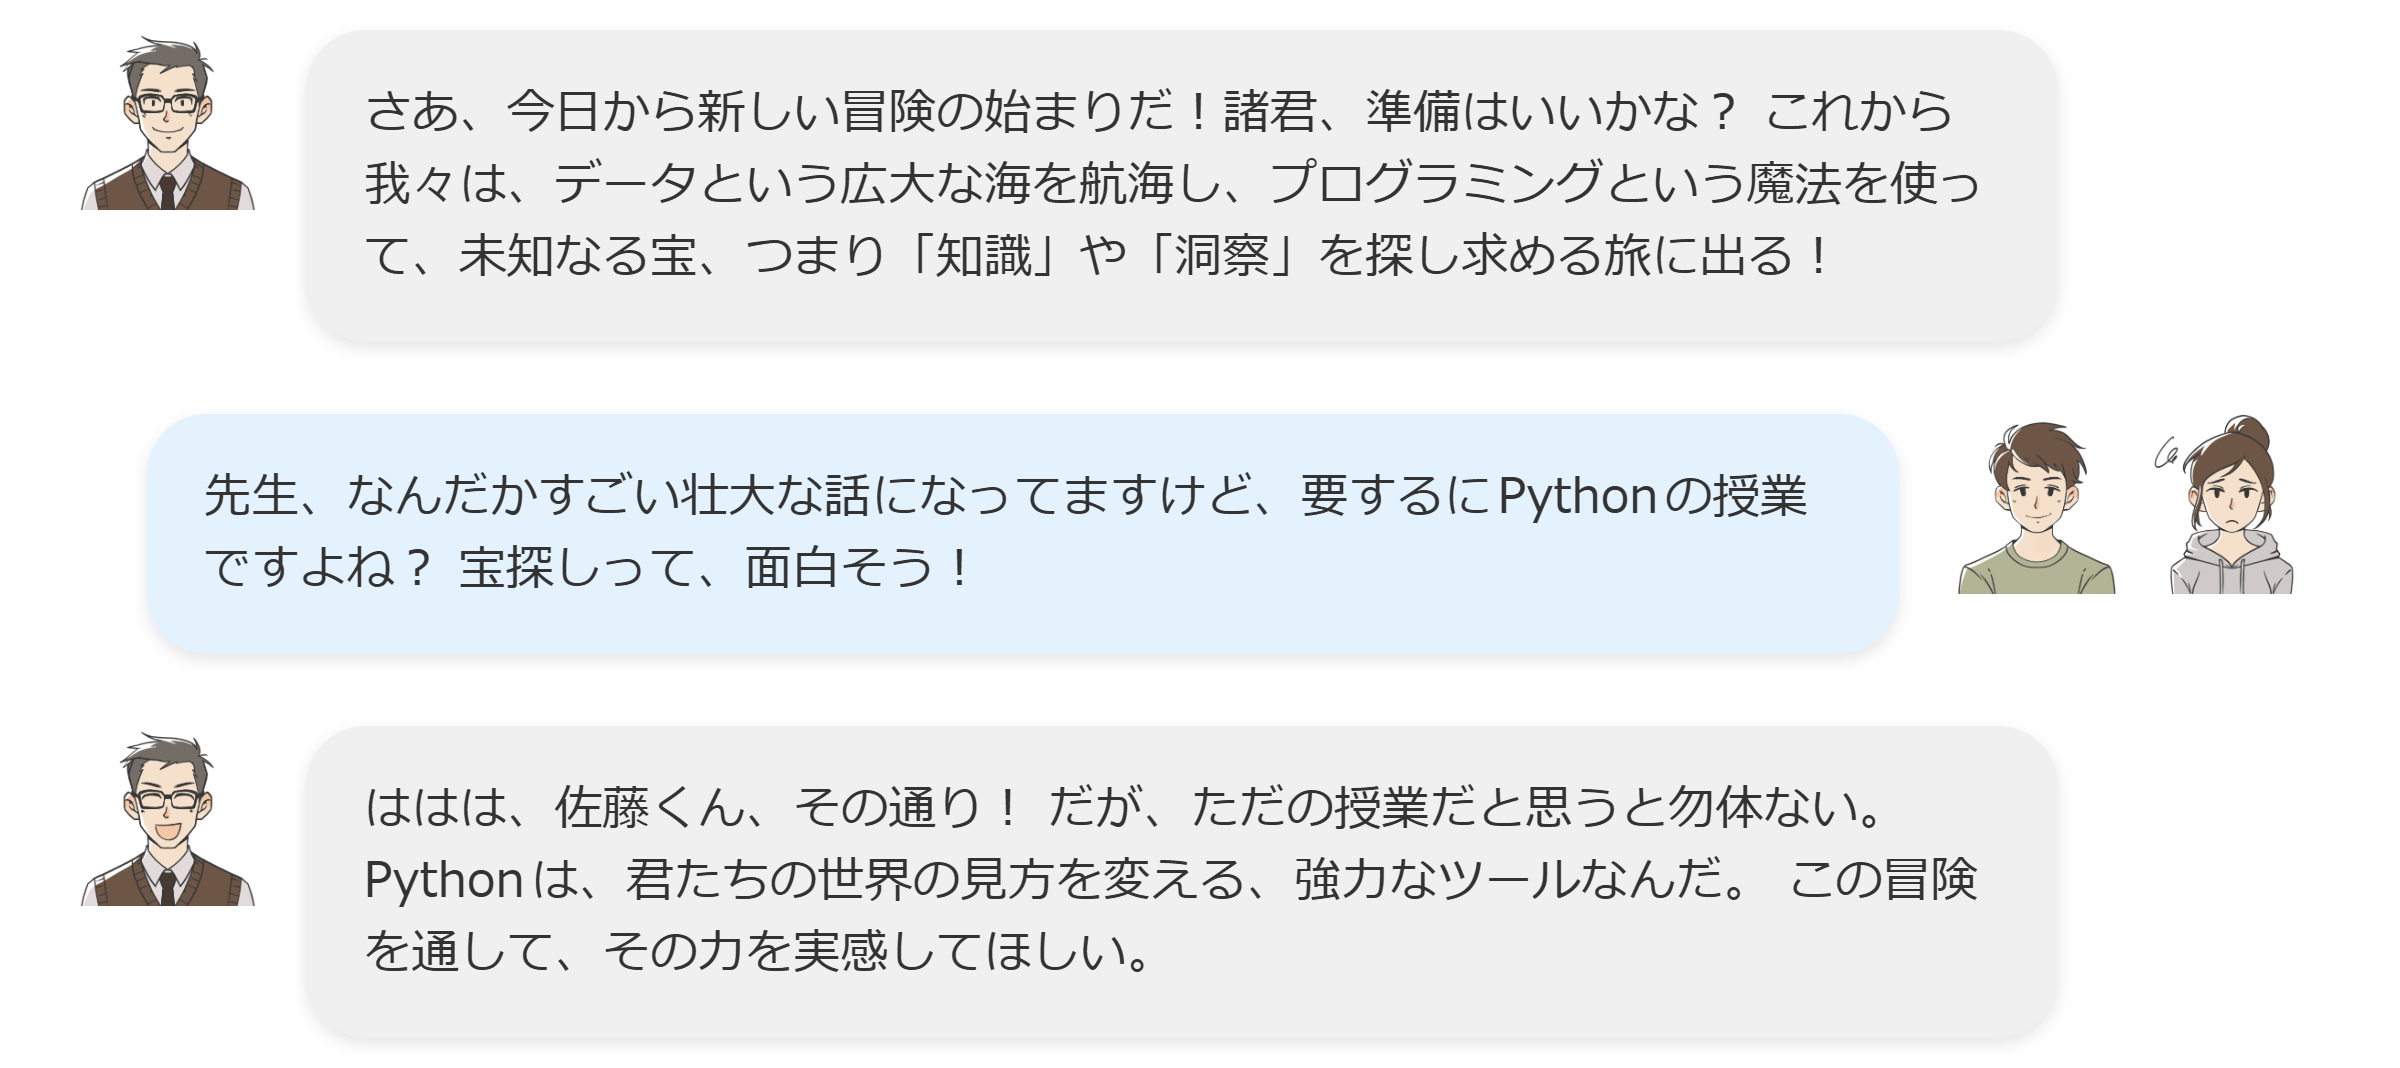 さあ、今日から新しい冒険の始まりだ！諸君、準備はいいかな？ これから
我々は、データという広大な海を航海し、プログラミングという魔法を使っ
て、未知なる宝、つまり「知識」や「洞察」を探し求める旅に出る！
先生、なんだかすごい壮大な話になってますけど、要するにPythonの授業
ですよね？ 宝探しって、面白そう！
ははは、佐藤くん、その通り！ だが、ただの授業だと思うと勿体ない。
Pythonは、君たちの世界の見方を変える、強力なツールなんだ。 この冒険
を通して、その力を実感してほしい。